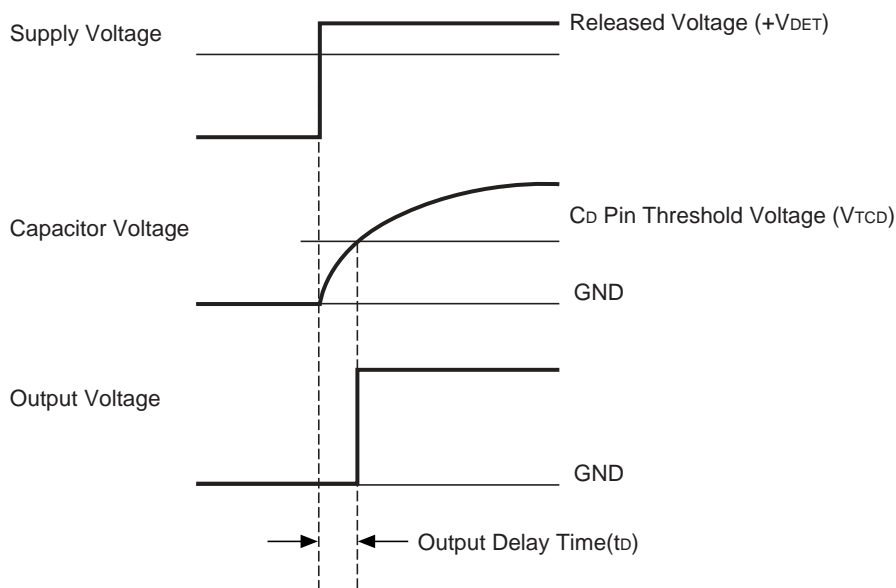 Supply Voltage
Released Voltage (+VDET)
Capacitor Voltage
CD Pin Threshold Voltage (VTCD)
GND
Output Voltage
GND
Output Delay Time(tD)